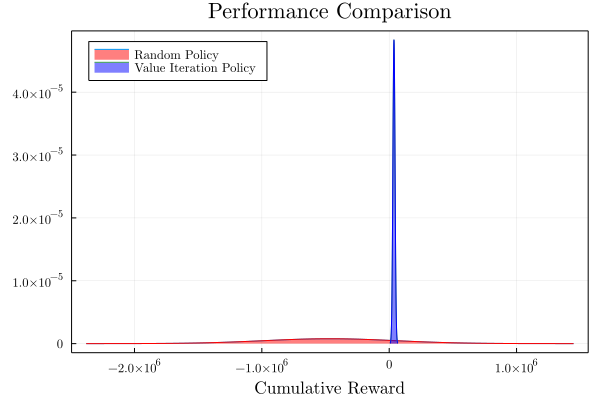 Performance Comparison
Random Policy
Value Iteration Policy
4.0×10⁻⁵
3.0×10⁻⁵
2.0×10⁻⁵
1.0×10⁻⁵
0
−2.0×10⁶ −1.0×10⁶ 0 1.0×10⁶
Cumulative Reward